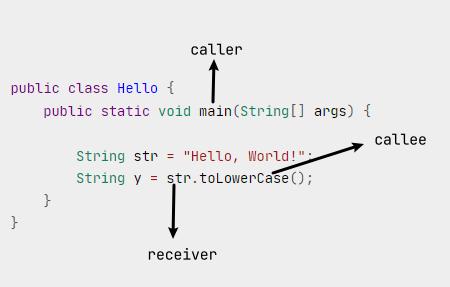 caller
public class Hello {
public static void main(String[] args) {
callee
String str = "Hello, World!";
String y = str.toLowerCase();
}
}
receiver